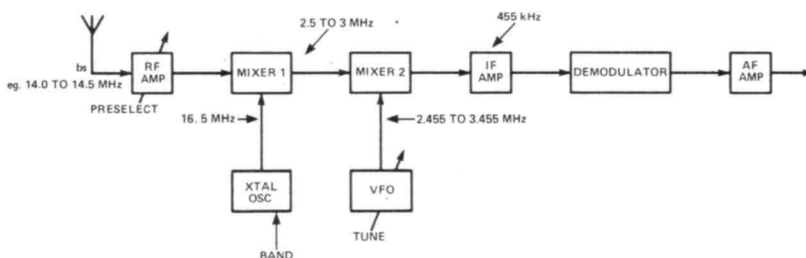 2.5 TO 3 MHz
455 kHz
bs
RF
AMP
MIXER 1
MIXER 2
IF
AMP
DEMODULATOR
AF
AMP
eg. 14.0 TO 14.5 MHz
PRESELECT
16. 5 MHz
2.455 TO 3.455 MHz
XTAL
OSC
VFO
TUNE
BAND